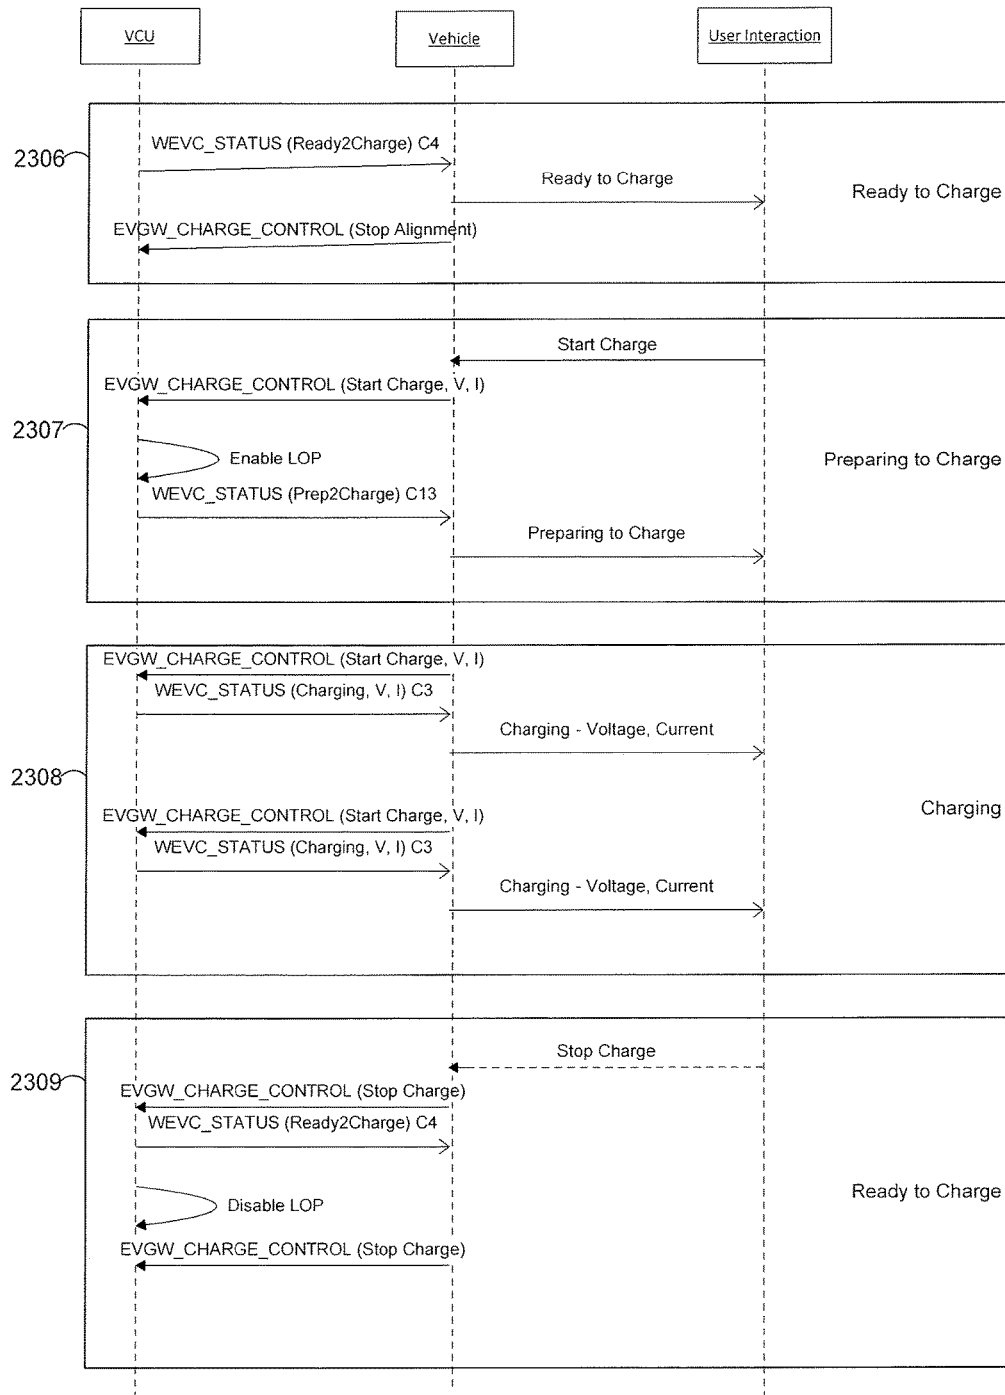 VCU
Vehicle
User Interaction
2306
WEVC_STATUS (Ready2Charge) C4
Ready to Charge
Ready to Charge
EVGW_CHARGE_CONTROL (Stop Alignment)
Start Charge
EVGW_CHARGE_CONTROL (Start Charge, V, I)
2307
Enable LOP
Preparing to Charge
WEVC_STATUS (Prep2Charge) C13
Preparing to Charge
EVGW_CHARGE_CONTROL (Start Charge, V, I)
WEVC_STATUS (Charging, V, I) C3
Charging - Voltage, Current
2308
Charging
EVGW_CHARGE_CONTROL (Start Charge, V, I)
WEVC_STATUS (Charging, V, I) C3
Charging - Voltage, Current
Stop Charge
2309
EVGW_CHARGE_CONTROL (Stop Charge)
WEVC_STATUS (Ready2Charge) C4
Ready to Charge
Disable LOP
EVGW_CHARGE_CONTROL (Stop Charge)